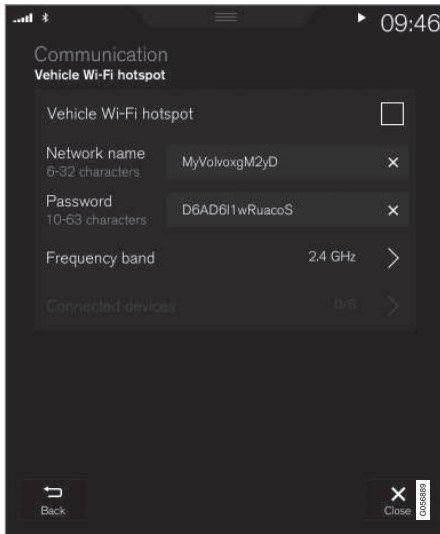 09:46
Communication
Vehicle Wi-Fi hotspot
Vehicle Wi-Fi hotspot
Network name
6-32 characters
MyVolvoxgM2yD
Password
10-63 characters
D6AD6l1wRuacoS
Frequency band
2.4 GHz
Connected devices
0/8
Back
Close
G056889